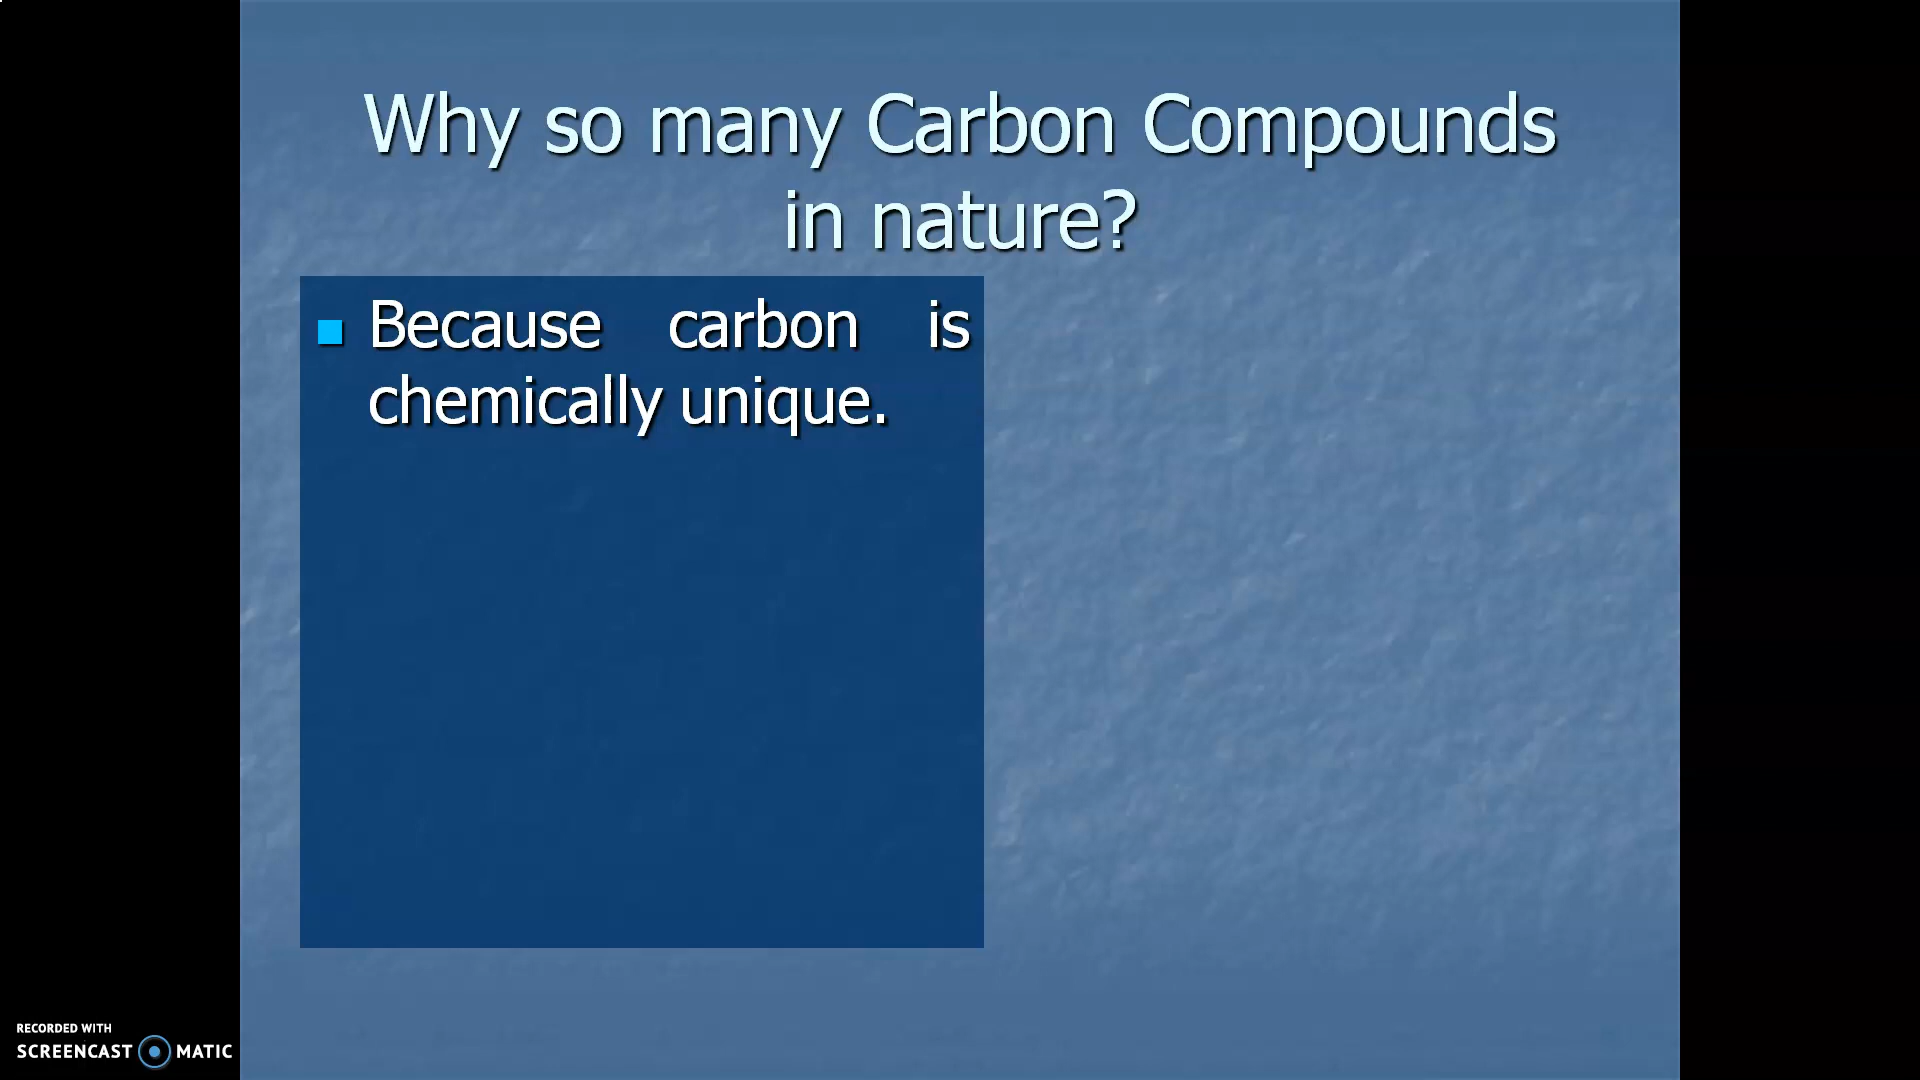 Why so many Carbon Compounds
in nature?
Because carbon is
chemically unique.
RECORDED WITH
SCREENCAST MATIC